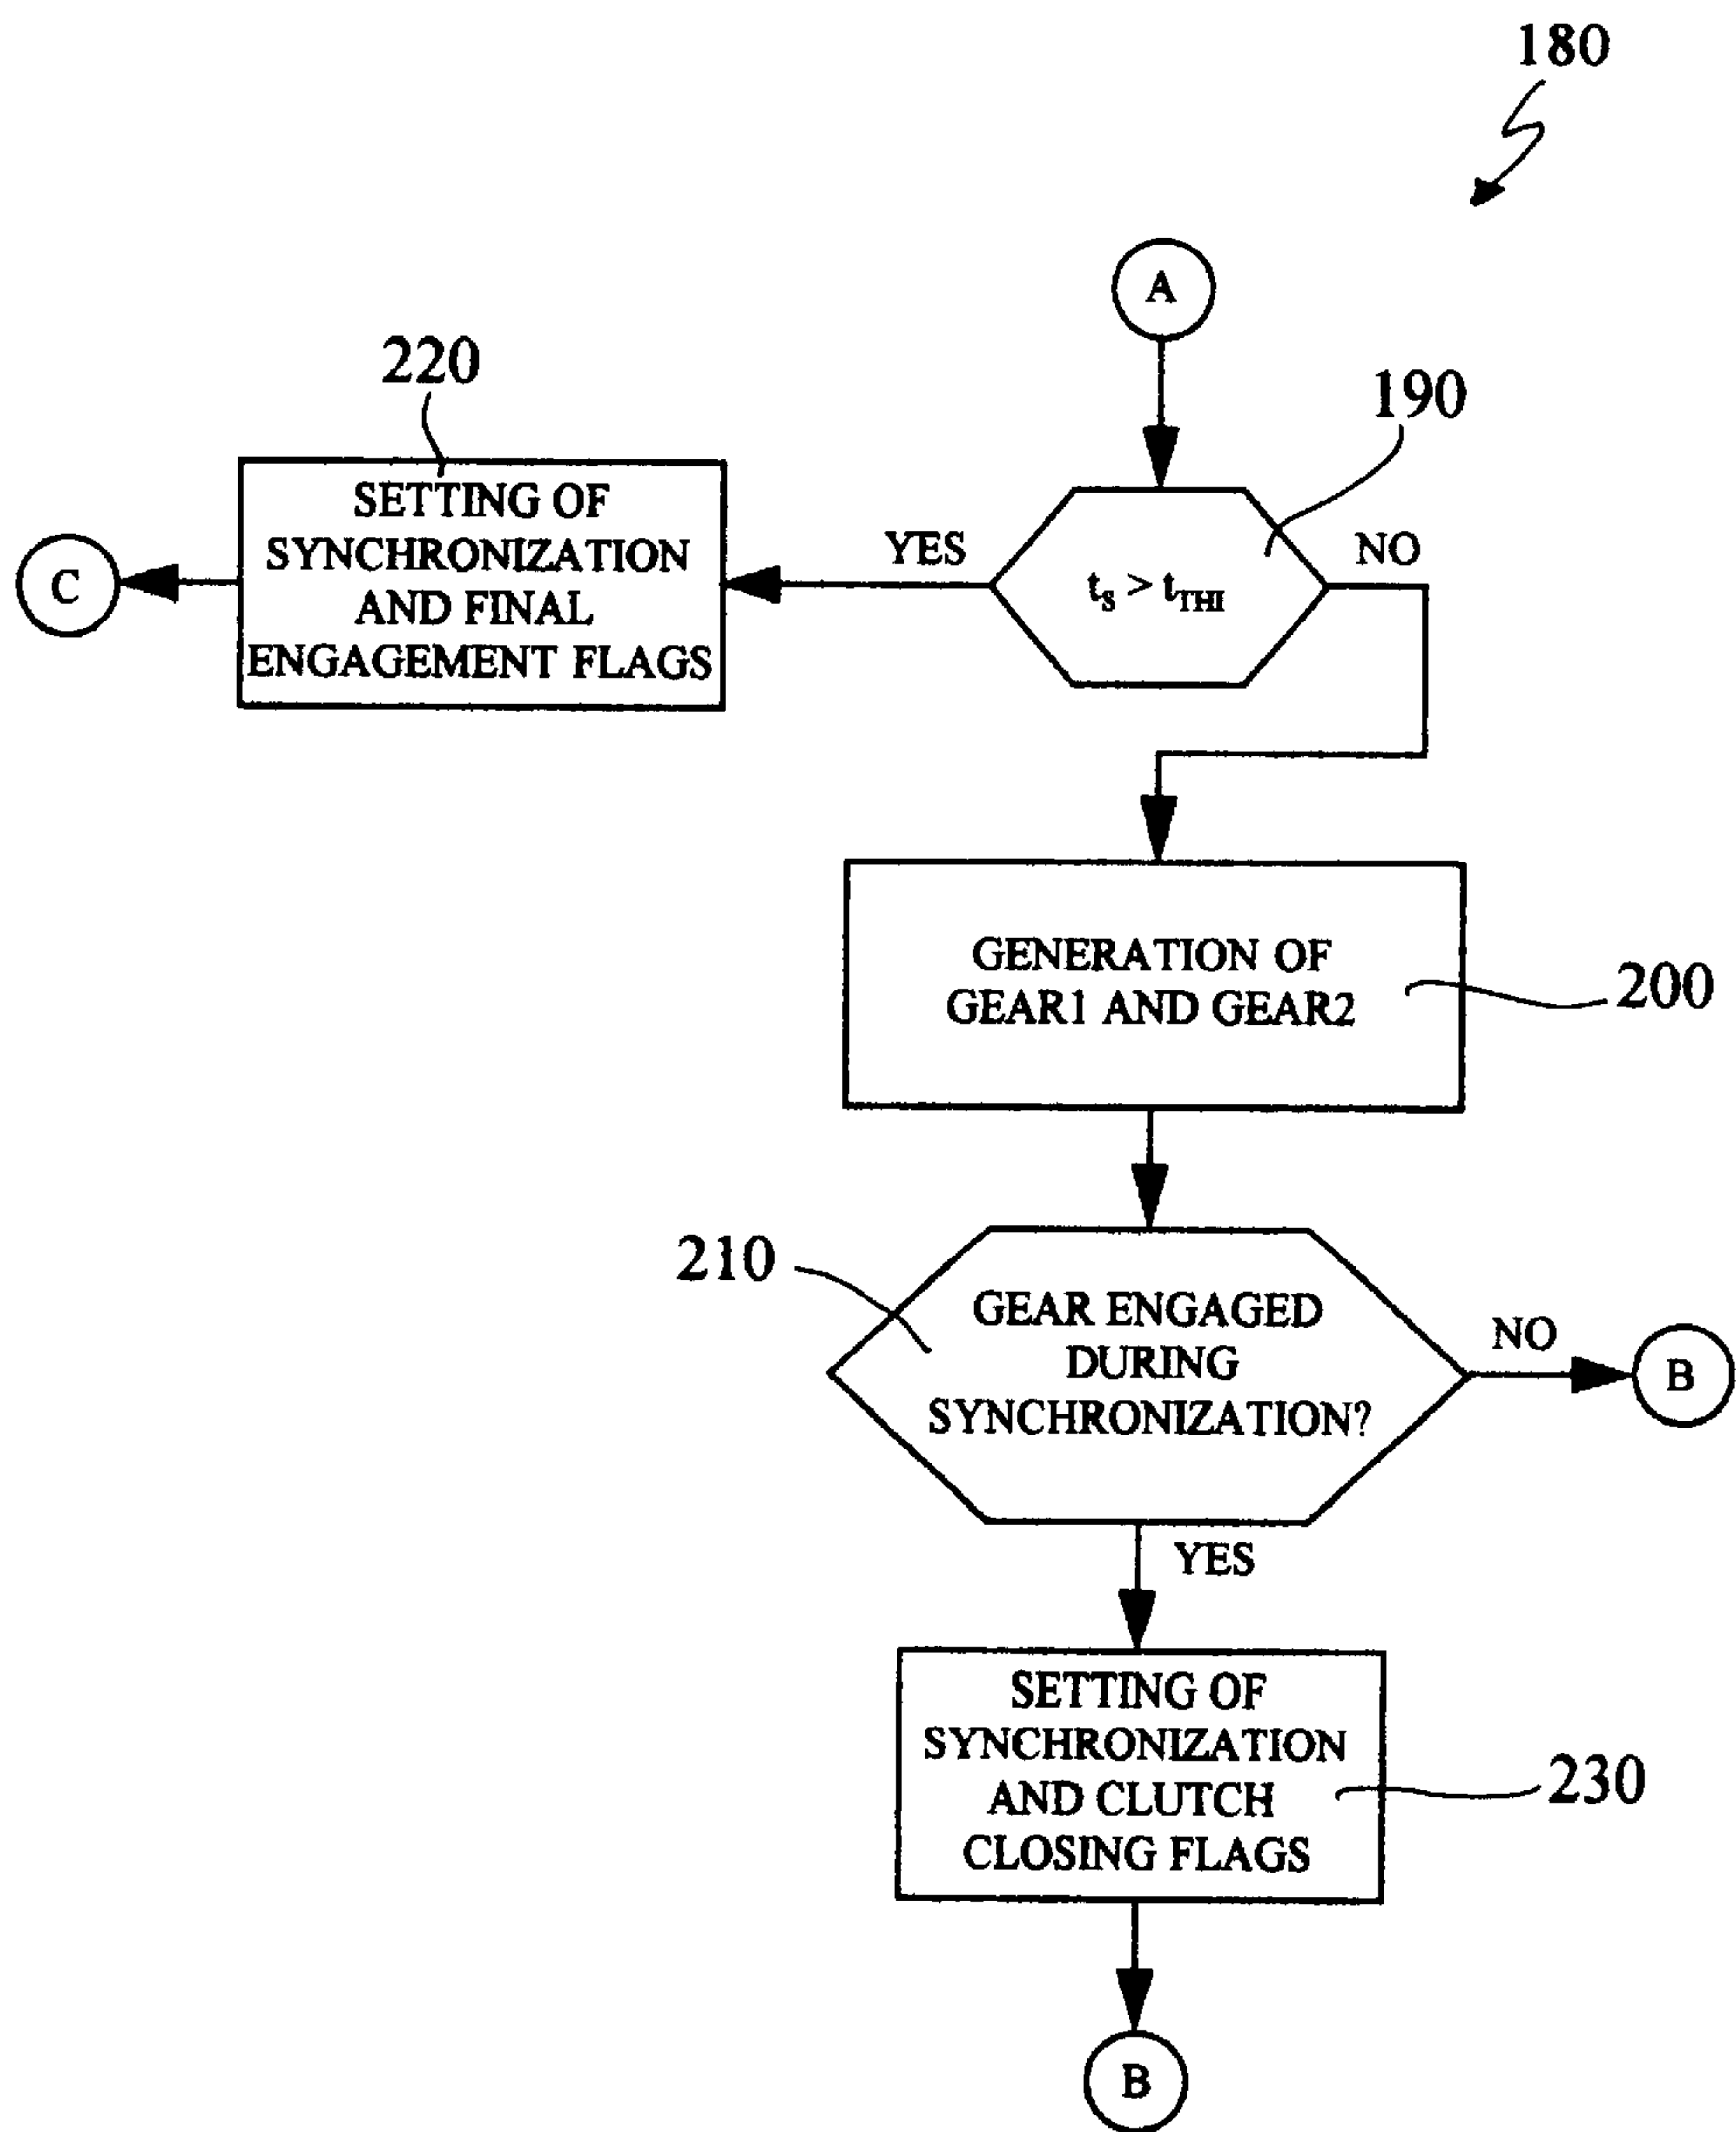 180
A
220
190
SETTING OF
SYNCHRONIZATION
AND FINAL
ENGAGEMENT FLAGS
C
YES
NO
tS > tTHI
GENERATION OF
GEAR1 AND GEAR2
200
210
GEAR ENGAGED
DURING
SYNCHRONIZATION?
NO
B
YES
SETTING OF
SYNCHRONIZATION
AND CLUTCH
CLOSING FLAGS
230
B